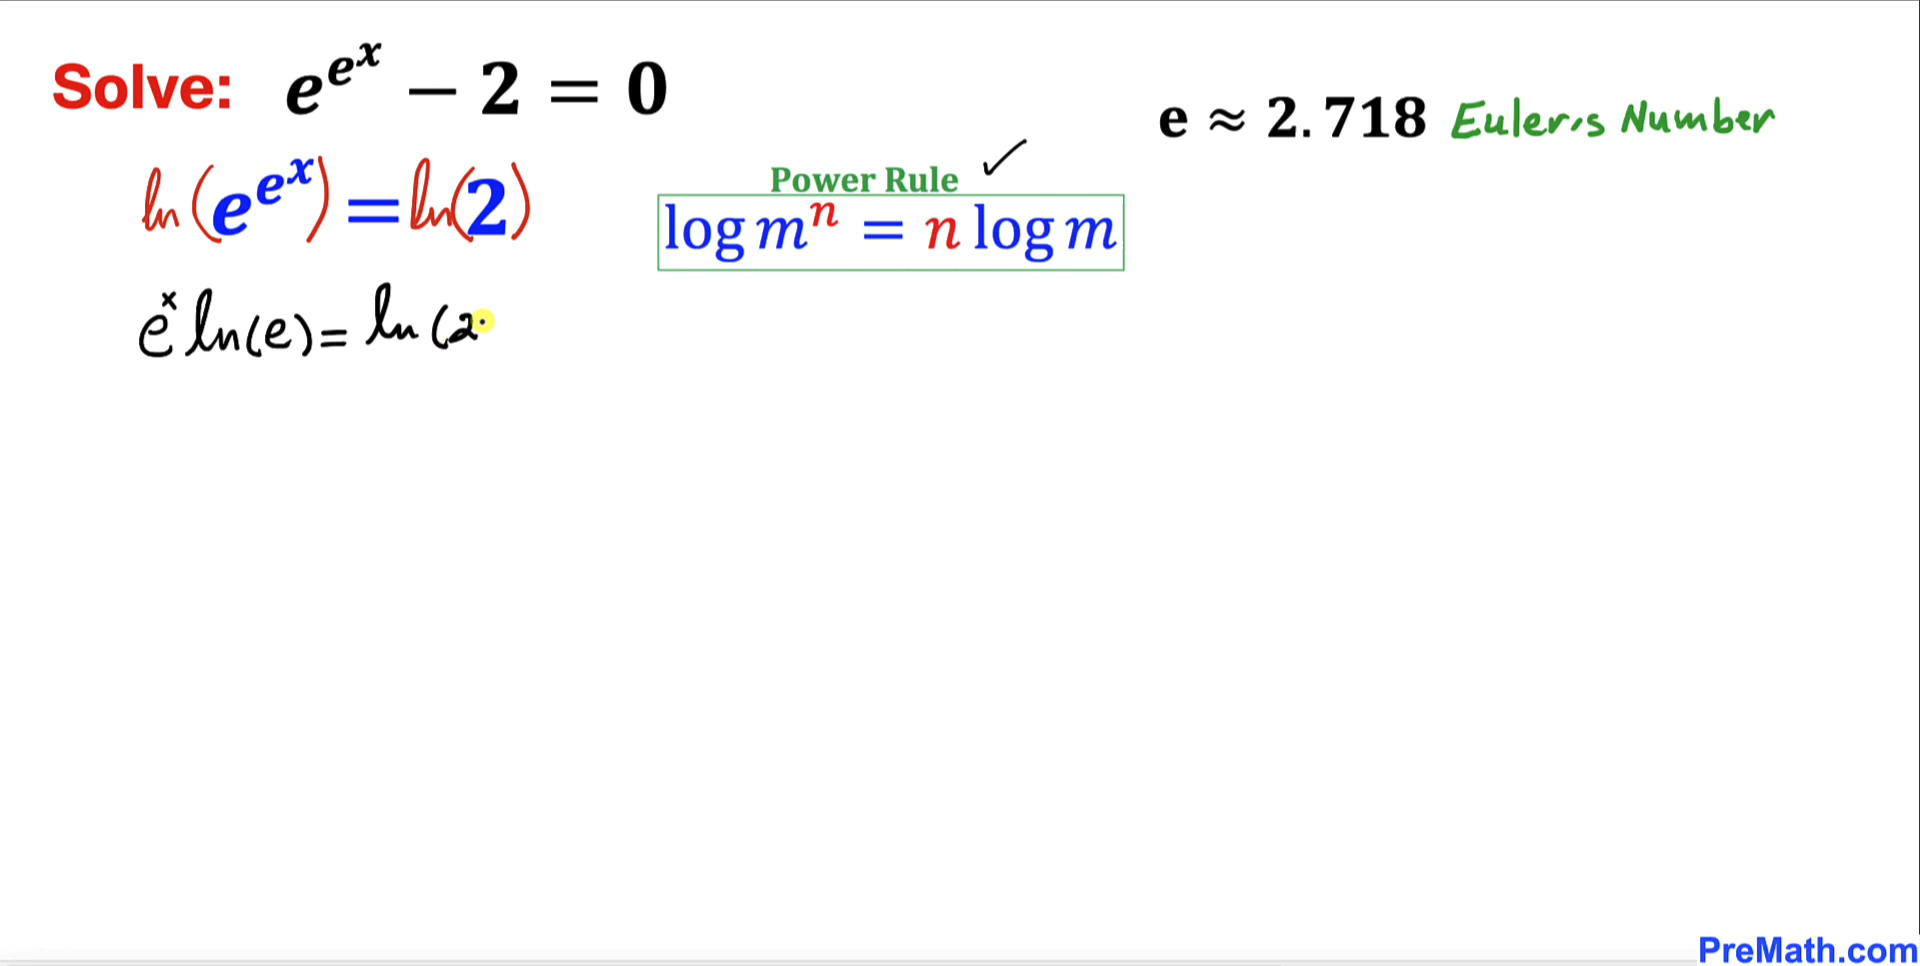 Solve: e^{e^x} − 2 = 0
e ≈ 2.718 Euler's Number
ln(e^{e^x}) = ln(2)
Power Rule ✓
log m^n = n log m
e^x ln(e) = ln(2
PreMath.com